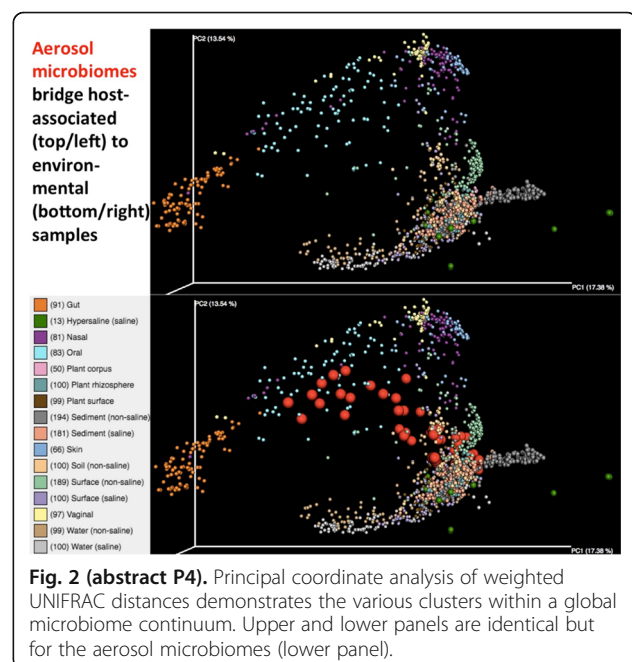 Aerosol
microbiomes
bridge host-
associated
(top/left) to
environ-
mental
(bottom/right)
samples
PC2 (13.54 %)
PC1 (17.38 %)
PC2 (13.54 %)
PC1 (17.38 %)
(91) Gut
(13) Hypersaline (saline)
(81) Nasal
(83) Oral
(50) Plant corpus
(100) Plant rhizosphere
(99) Plant surface
(194) Sediment (non-saline)
(181) Sediment (saline)
(66) Skin
(100) Soil (non-saline)
(189) Surface (non-saline)
(100) Surface (saline)
(97) Vaginal
(99) Water (non-saline)
(100) Water (saline)
Fig. 2 (abstract P4). Principal coordinate analysis of weighted
UNIFRAC distances demonstrates the various clusters within a global
microbiome continuum. Upper and lower panels are identical but
for the aerosol microbiomes (lower panel).